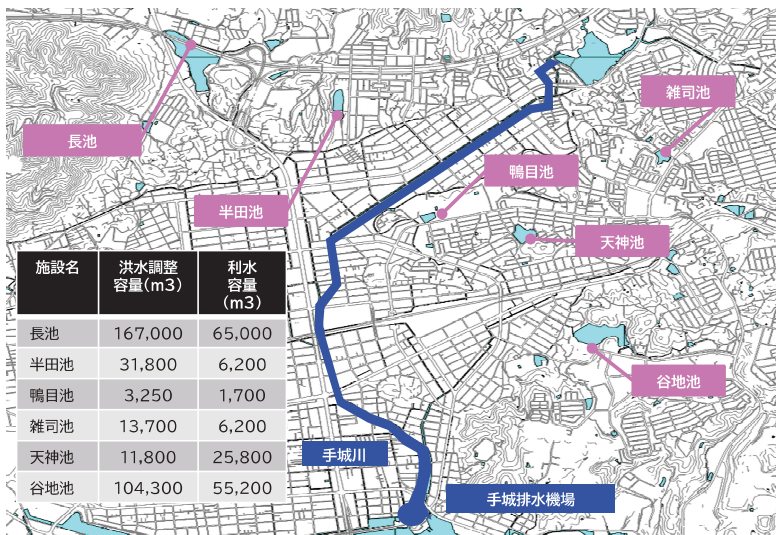 長池
半田池
雑司池
鴨目池
天神池
谷地池
施設名 洪水調整容量(m3) 利水容量(m3)
長池 167,000 65,000
半田池 31,800 6,200
鴨目池 3,250 1,700
雑司池 13,700 6,200
天神池 11,800 25,800
谷地池 104,300 55,200
手城川
手城排水機場